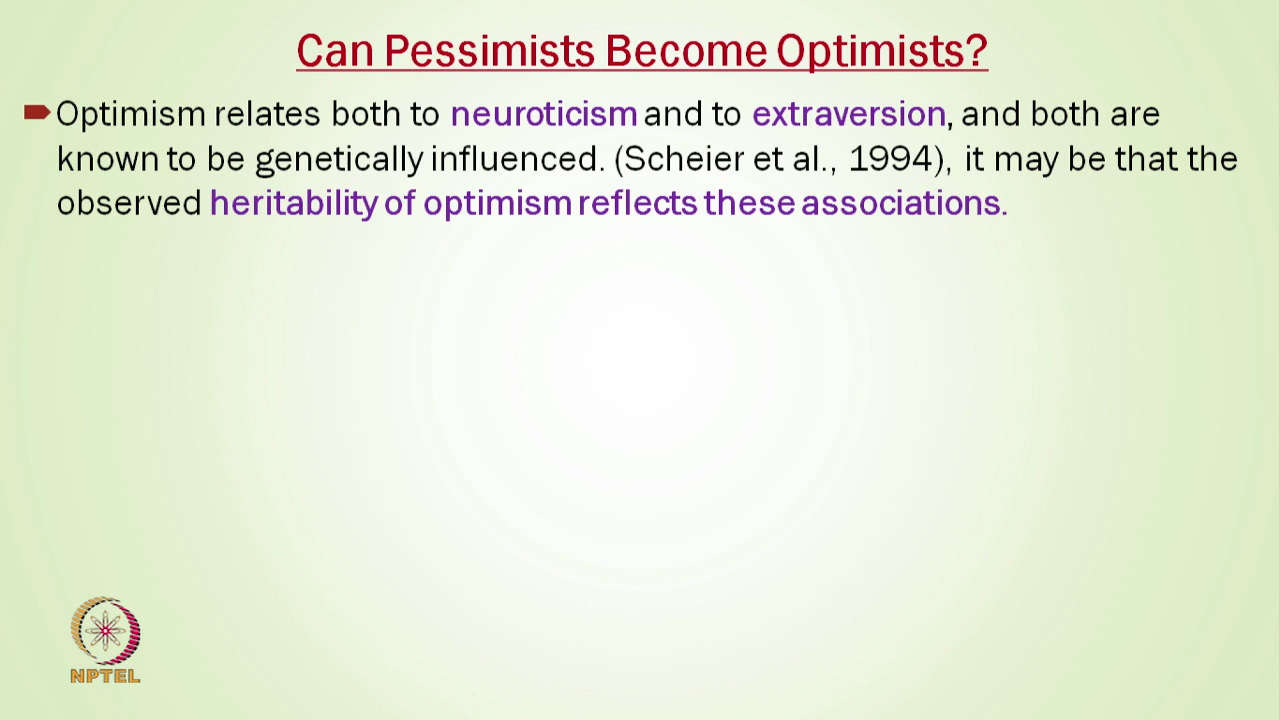 Can Pessimists Become Optimists?
Optimism relates both to neuroticism and to extraversion, and both are
known to be genetically influenced. (Scheier et al., 1994), it may be that the
observed heritability of optimism reflects these associations.
NPTEL